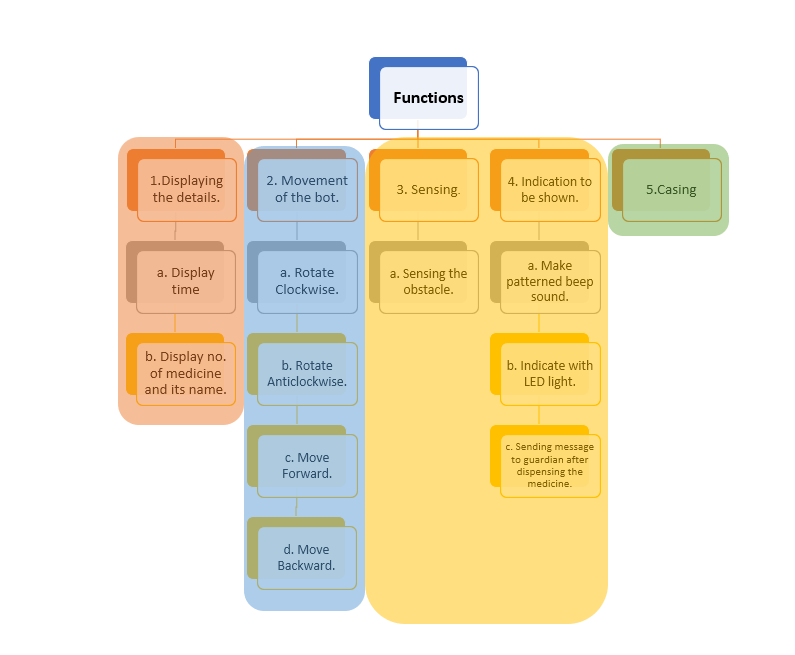 Functions
1.Displaying
the details.
a. Display
time
b. Display no.
of medicine
and its name.
2. Movement
of the bot.
a. Rotate
Clockwise.
b. Rotate
Anticlockwise.
c. Move
Forward.
d. Move
Backward.
3. Sensing.
a. Sensing the
obstacle.
4. Indication to
be shown.
a. Make
patterned beep
sound.
b. Indicate with
LED light.
c. Sending message
to guardian after
dispensing the
medicine.
5.Casing